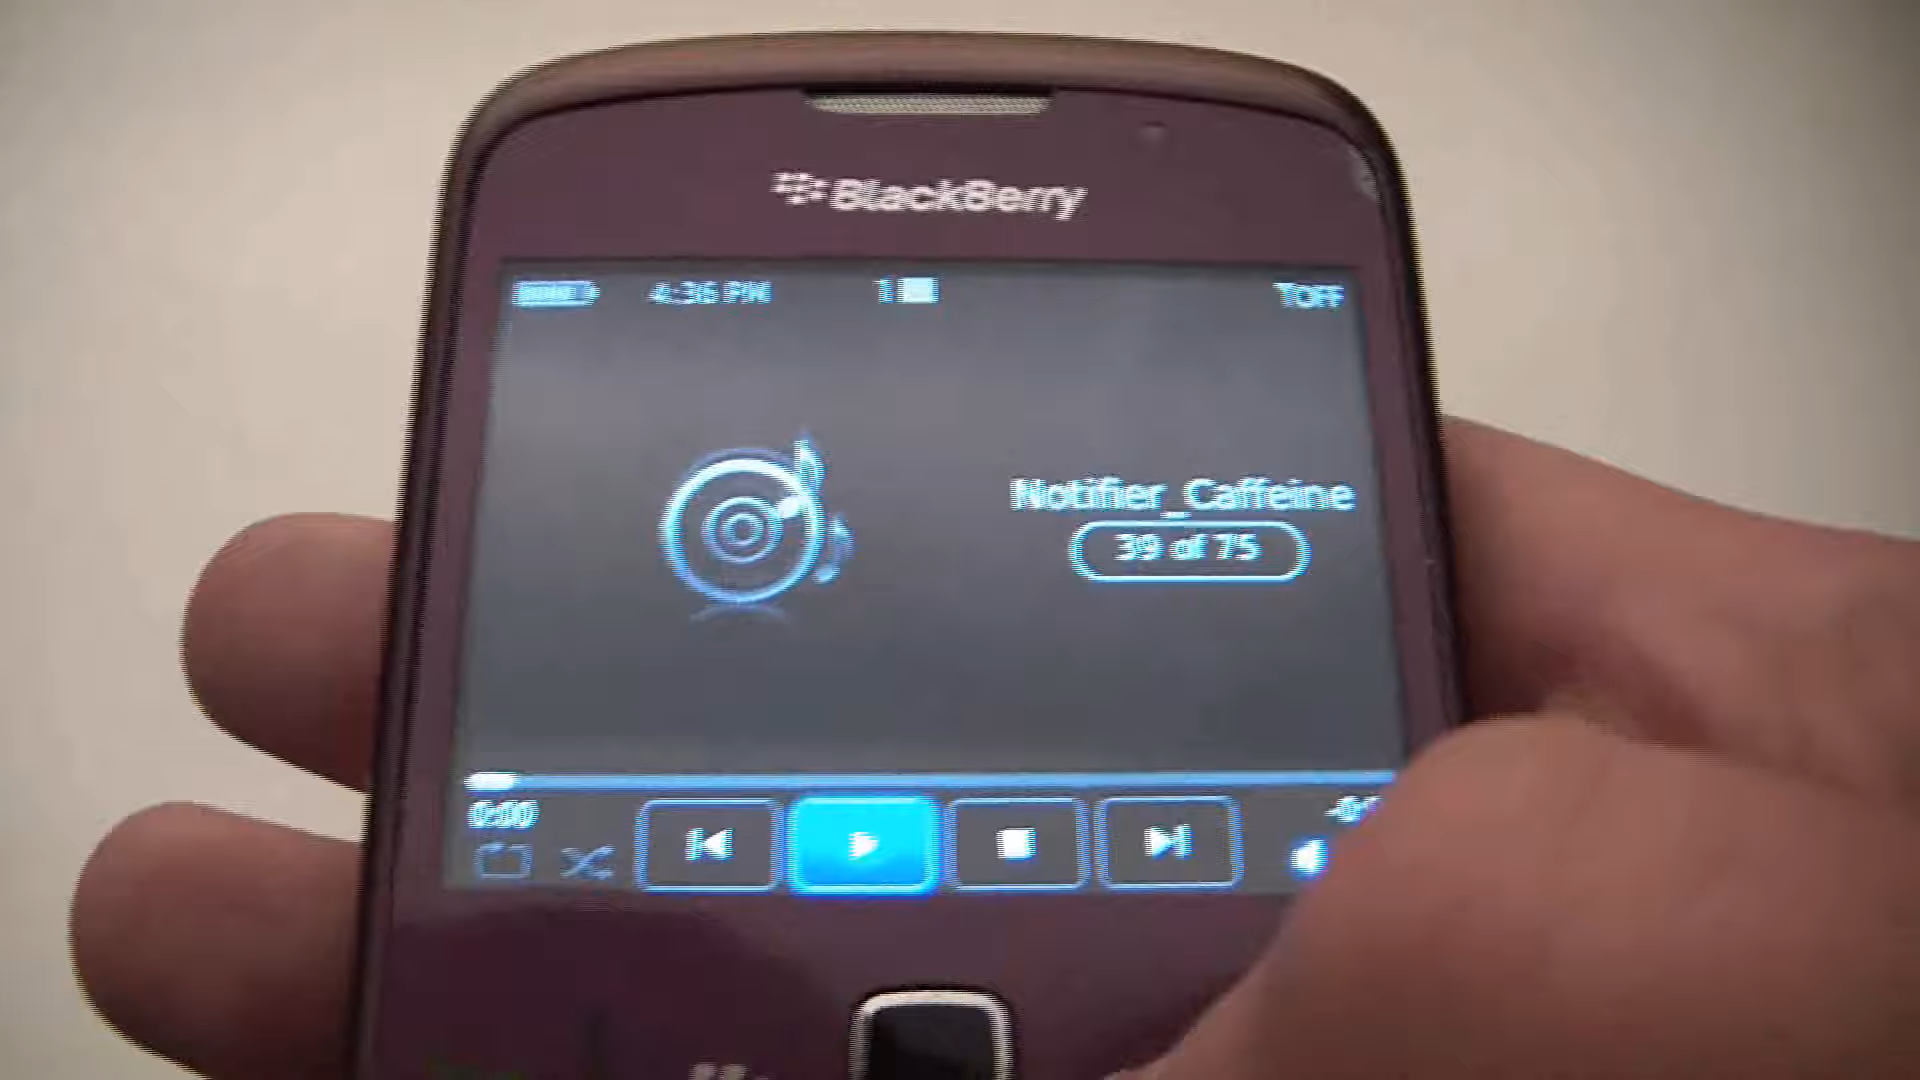 BlackBerry
4:36 PM 1 TOFF
Notifier_Caffeine
39 of 75
0:00